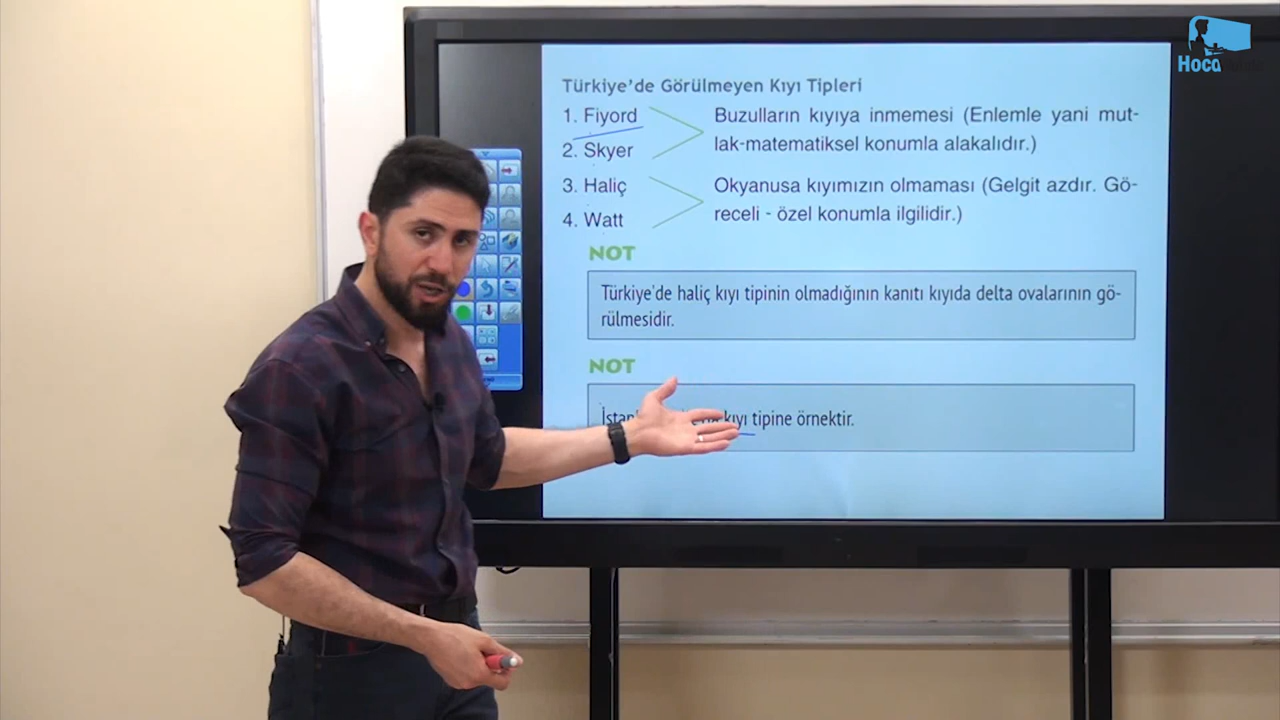 Hoca
Türkiye'de Görülmeyen Kıyı Tipleri
1. Fiyord
2. Skyer
Buzulların kıyıya inmemesi (Enlemle yani mut-
lak-matematiksel konumla alakalıdır.)
3. Haliç
4. Watt
Okyanusa kıyımızın olmaması (Gelgit azdır. Gö-
receli - özel konumla ilgilidir.)
NOT
Türkiye'de haliç kıyı tipinin olmadığının kanıtı kıyıda delta ovalarının gö-
rülmesidir.
NOT
kıyı tipine örnektir.